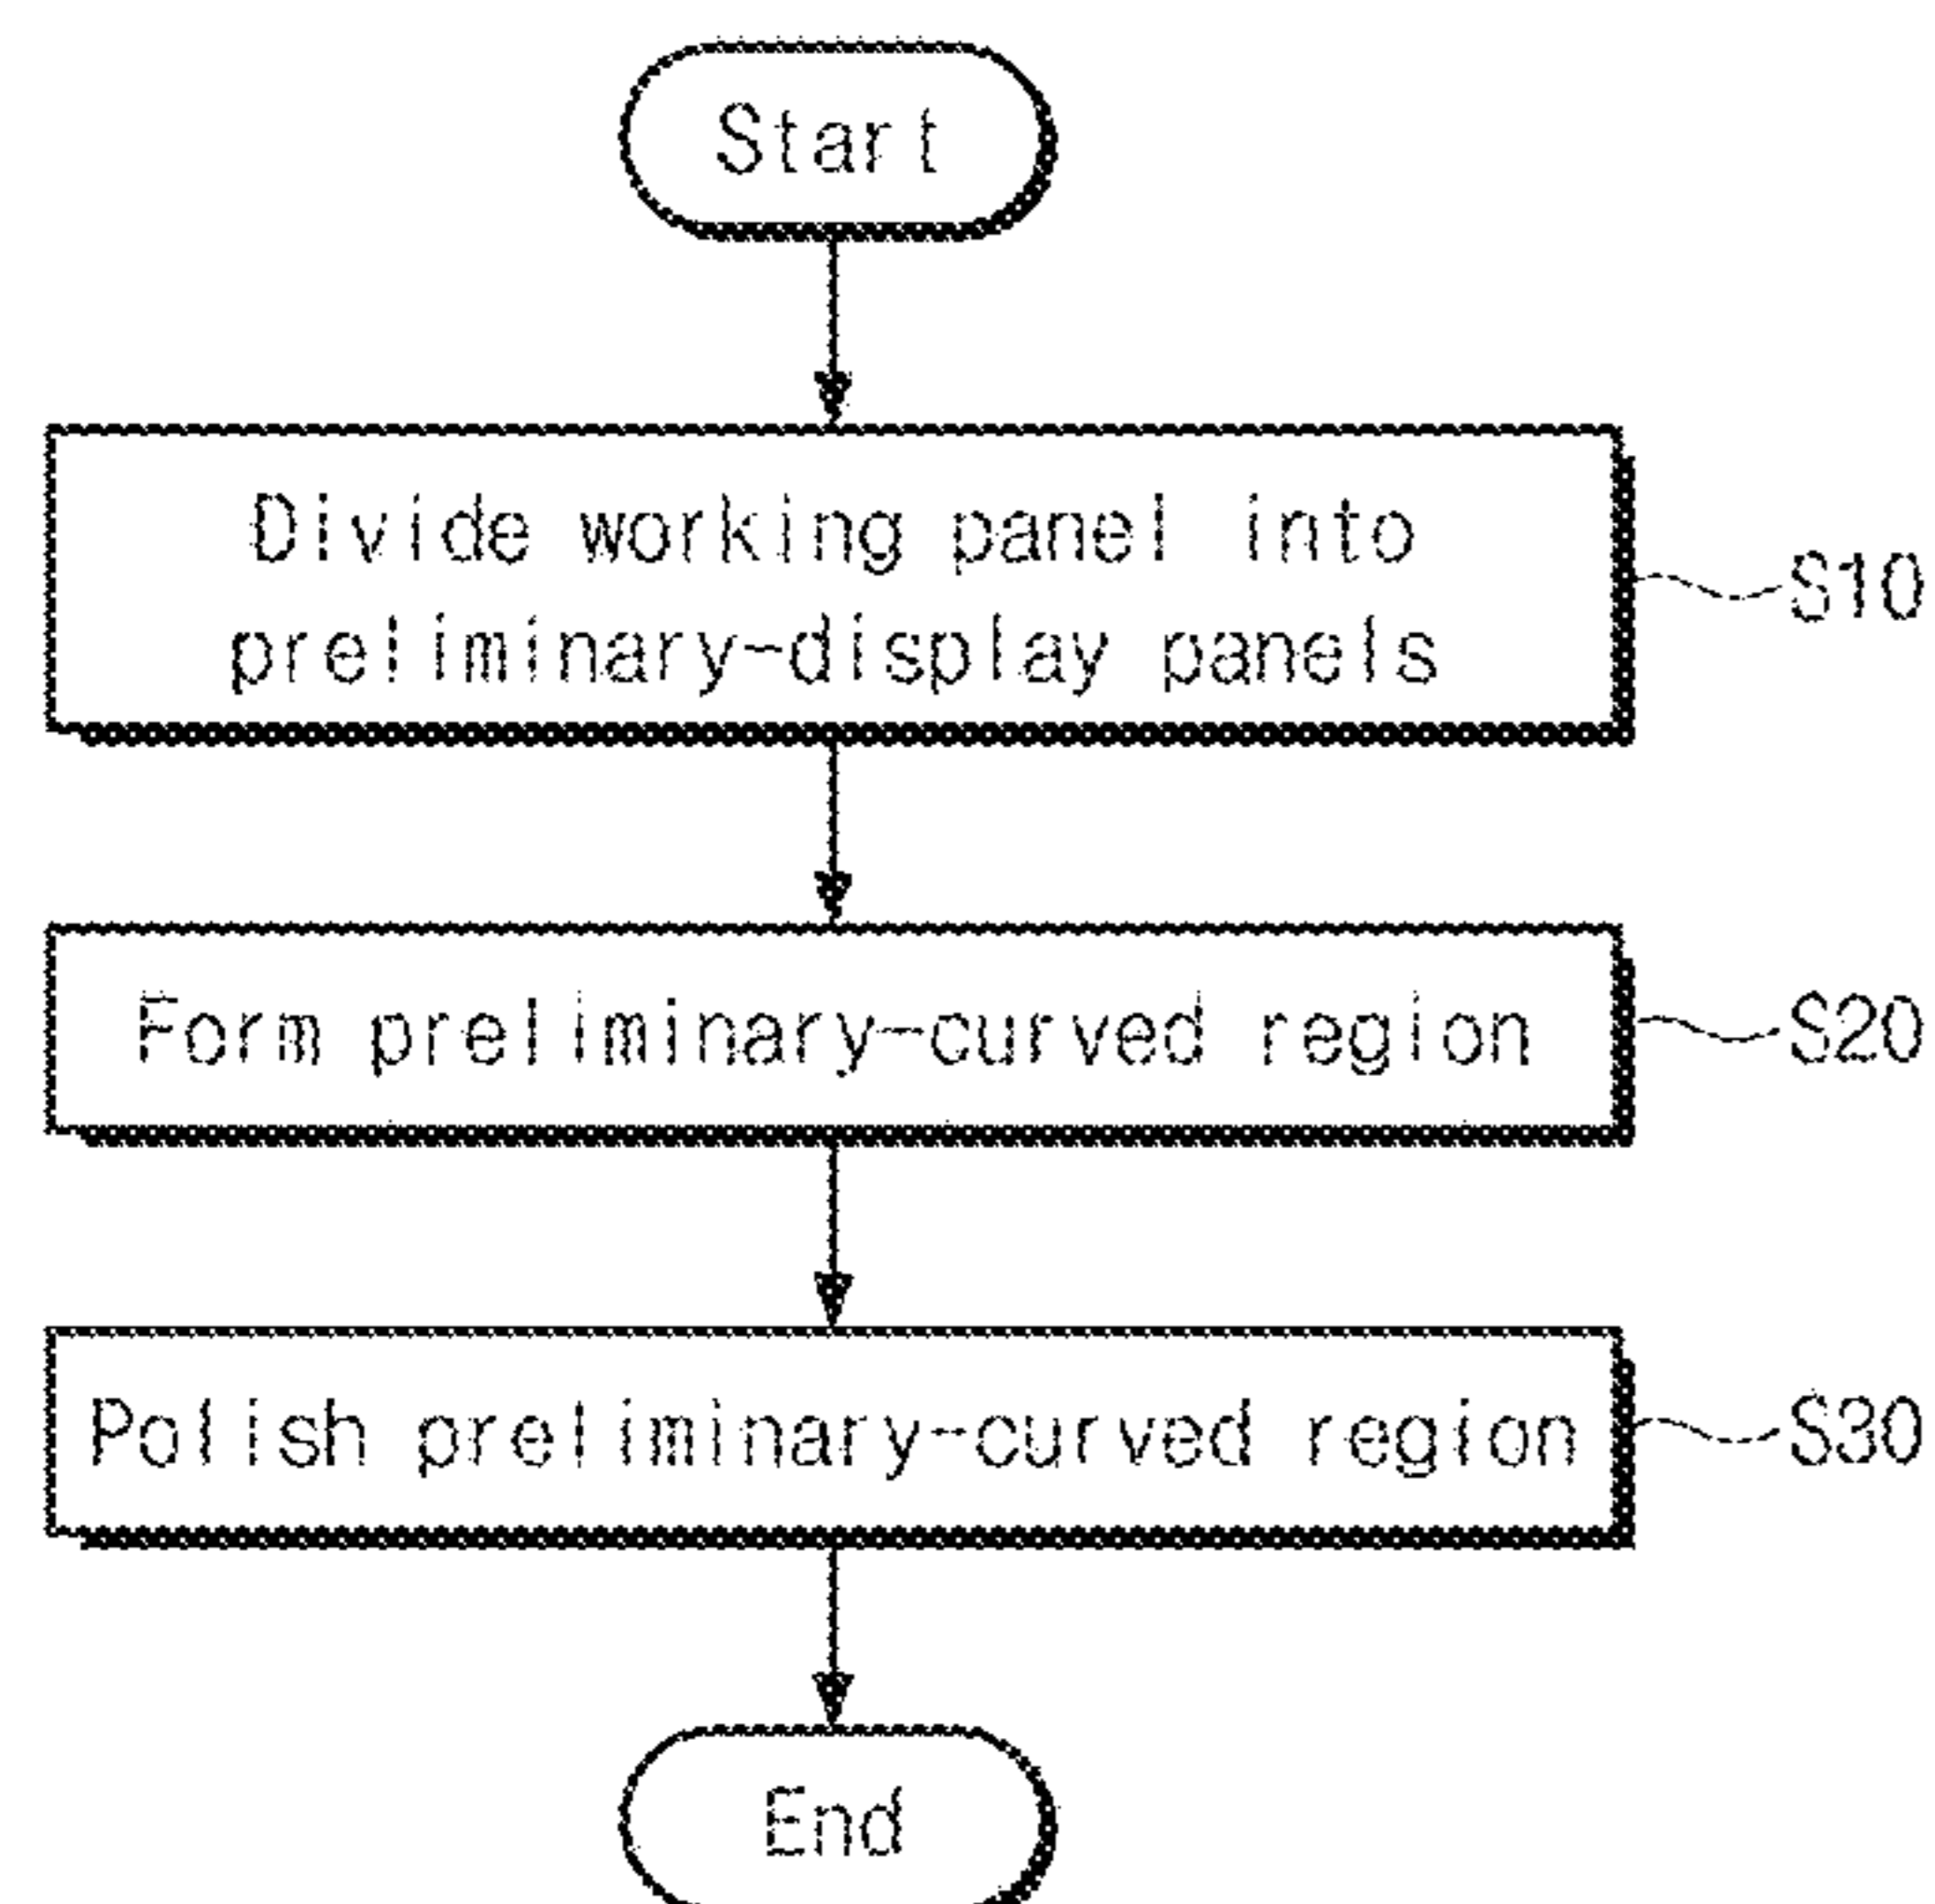 Start
Divide working panel into
preliminary-display panels
S10
Form preliminary-curved region
S20
Polish preliminary-curved region
S30
End